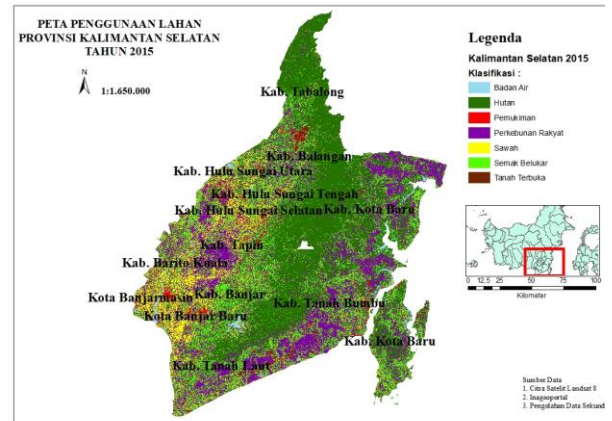 PETA PENGGUNAAN LAHAN
PROVINSI KALIMANTAN SELATAN
TAHUN 2015
N
1:1.650.000
Kab. Tabalong
Kab. Balangan
Kab. Hulu Sungai Utara
Kab. Hulu Sungai Tengah
Kab. Hulu Sungai Selatan
Kab. Kota Baru
Kab. Tapin
Kab. Barito Kuala
Kota Banjarmasin
Kab. Banjar
Kota Banjar Baru
Kab. Tanah Bumbu
Kab. Kota Baru
Kab. Tanah Laut
Legenda
Kalimantan Selatan 2015
Klasifikasi :
Badan Air
Hutan
Pemukiman
Perkebunan Rakyat
Sawah
Semak Belukar
Tanah Terbuka
0 12,5 25 50 75 100
Kilometer
Sumber Data
1. Citra Satelit Landsat 8
2. Inageoportal
3. Pengolahan Data Sekunder